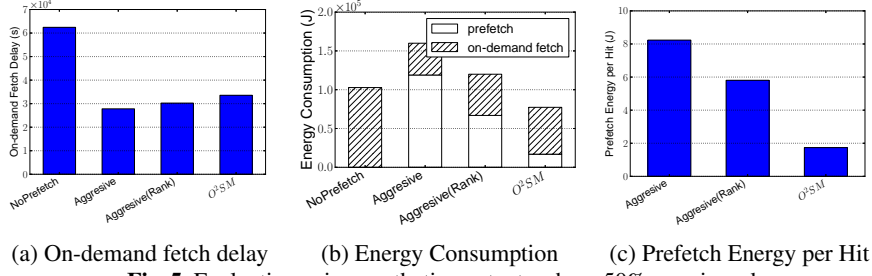 ×10⁴
7
6
5
4
3
2
1
0
On-demand Fetch Delay (s)
NoPrefetch
Aggresive
Aggresive(Rank)
O²SM
×10⁵
2.0
1.5
1.0
0.5
0.0
Energy Consumption (J)
prefetch
on-demand fetch
NoPrefetch
Aggresive
Aggresive(Rank)
O²SM
10
8
6
4
2
0
Prefetch Energy per Hit (J)
Aggresive
Aggresive(Rank)
O²SM
(a) On-demand fetch delay
(b) Energy Consumption
(c) Prefetch Energy per Hit